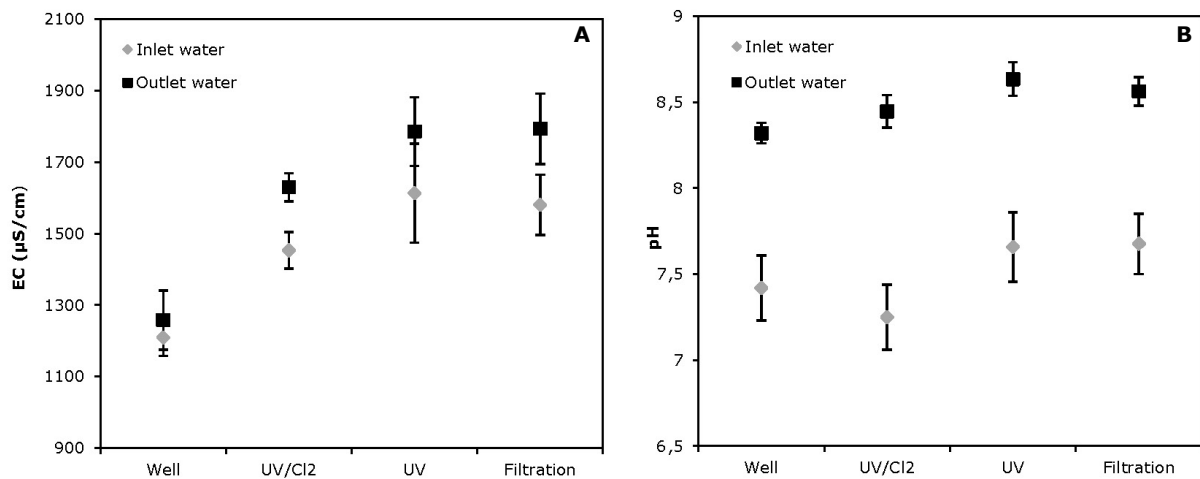 A
Inlet water
Outlet water
EC (µS/cm)
2100
1900
1700
1500
1300
1100
900
Well
UV/Cl2
UV
Filtration
B
Inlet water
Outlet water
pH
9
8,5
8
7,5
7
6,5
Well
UV/Cl2
UV
Filtration